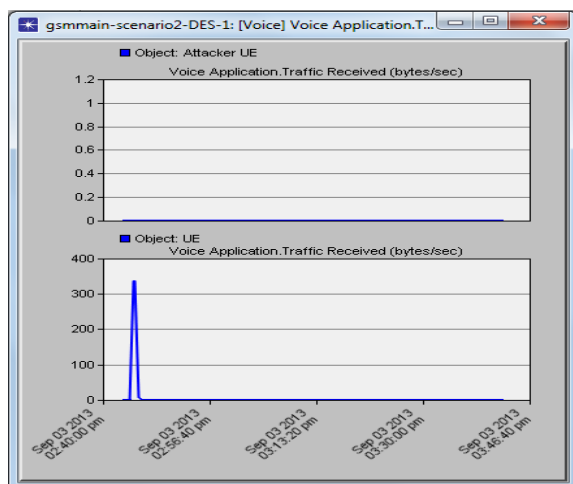 gsmmain-scenario2-DES-1: [Voice] Voice Application.T...
Object: Attacker UE
Voice Application.Traffic Received (bytes/sec)
1.2
1
0.8
0.6
0.4
0.2
0
Object: UE
Voice Application.Traffic Received (bytes/sec)
400
300
200
100
0
Sep 03 2013
02:40:00 pm
Sep 03 2013
02:56:40 pm
Sep 03 2013
03:13:20 pm
Sep 03 2013
03:30:00 pm
Sep 03 2013
03:46:40 pm